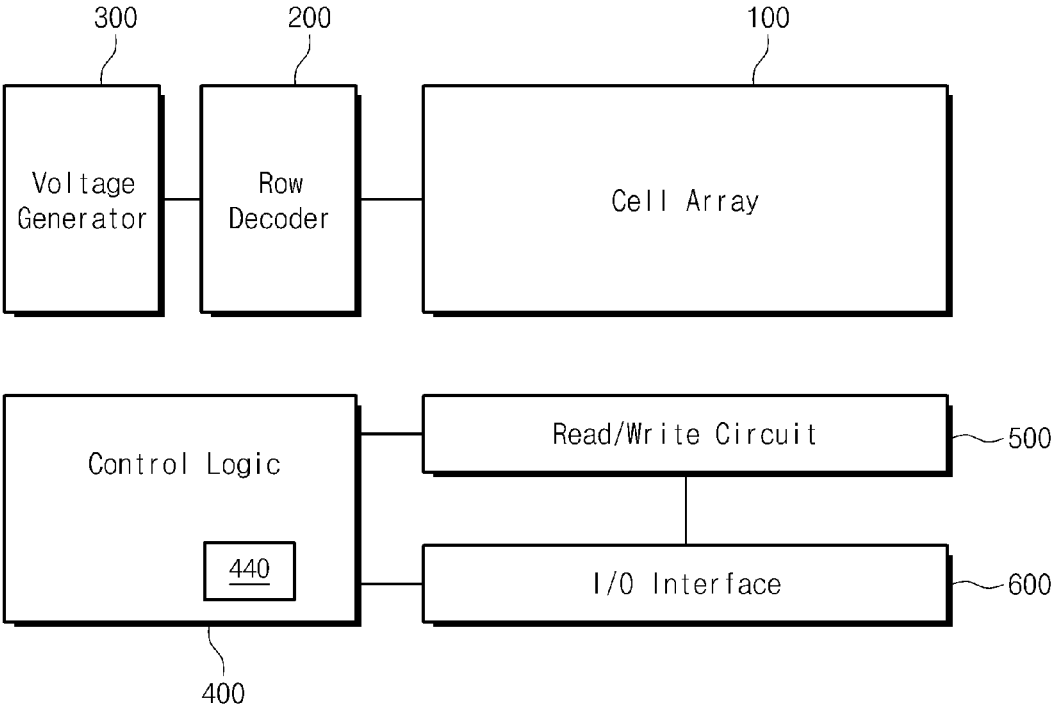 300
200
100
Voltage
Generator
Row
Decoder
Cell Array
Control Logic
440
400
Read/Write Circuit
500
I/O Interface
600